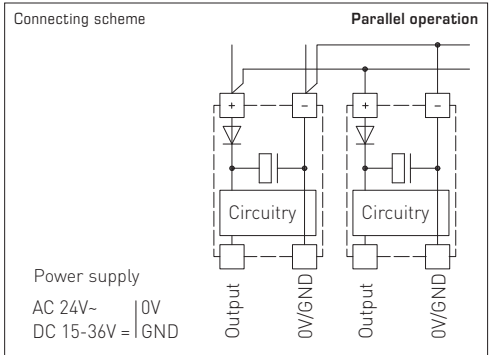 Connecting scheme
Parallel operation
+ − + −
Circuitry Circuitry
Output 0V/GND Output 0V/GND
Power supply
AC 24V~ 0V
DC 15-36V = GND